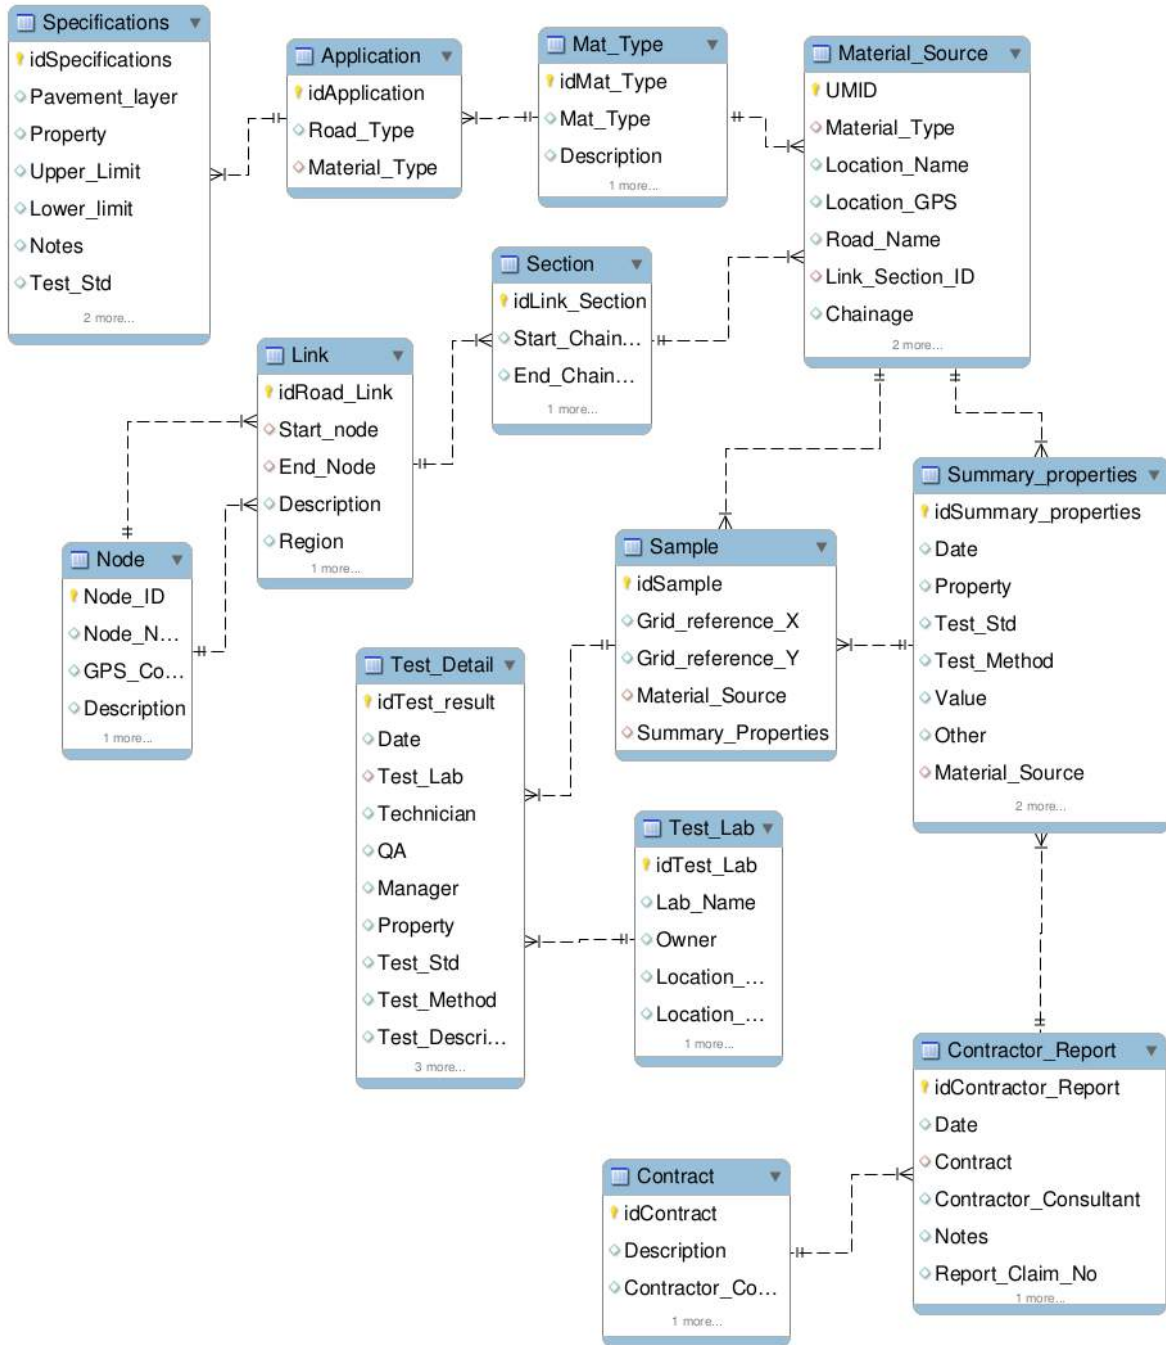 Specifications
idSpecifications
Pavement_layer
Property
Upper_Limit
Lower_limit
Notes
Test_Std
2 more...
Application
idApplication
Road_Type
Material_Type
Mat_Type
idMat_Type
Mat_Type
Description
1 more...
Material_Source
UMID
Material_Type
Location_Name
Location_GPS
Road_Name
Link_Section_ID
Chainage
2 more...
Section
idLink_Section
Start_Chain...
End_Chain...
1 more...
Link
idRoad_Link
Start_node
End_Node
Description
Region
1 more...
Node
Node_ID
Node_N...
GPS_Co...
Description
1 more...
Sample
idSample
Grid_reference_X
Grid_reference_Y
Material_Source
Summary_Properties
Summary_properties
idSummary_properties
Date
Property
Test_Std
Test_Method
Value
Other
Material_Source
2 more...
Test_Detail
idTest_result
Date
Test_Lab
Technician
QA
Manager
Property
Test_Std
Test_Method
Test_Descri...
3 more...
Test_Lab
idTest_Lab
Lab_Name
Owner
Location_...
Location_...
1 more...
Contractor_Report
idContractor_Report
Date
Contract
Contractor_Consultant
Notes
Report_Claim_No
1 more...
Contract
idContract
Description
Contractor_Co...
1 more...